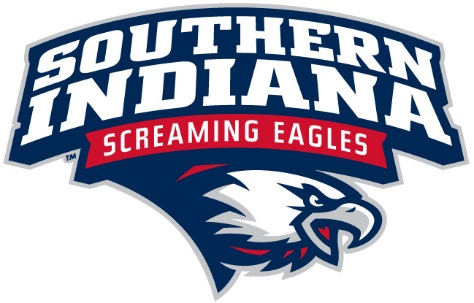 SOUTHERN
INDIANA
SCREAMING EAGLES
TM